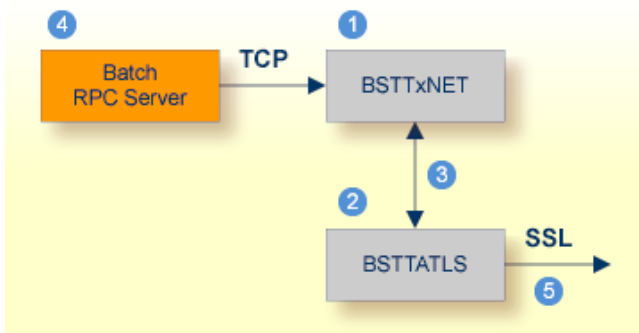 4
1
Batch
RPC Server
TCP
BSTTxNET
3
2
BSTTATLS
SSL
5